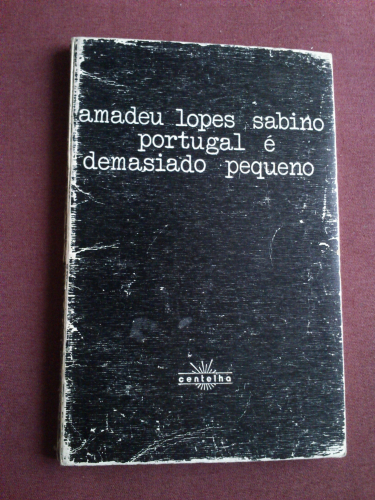 amadeu lopes sabino
portugal é
demasiado pequeno
centelha